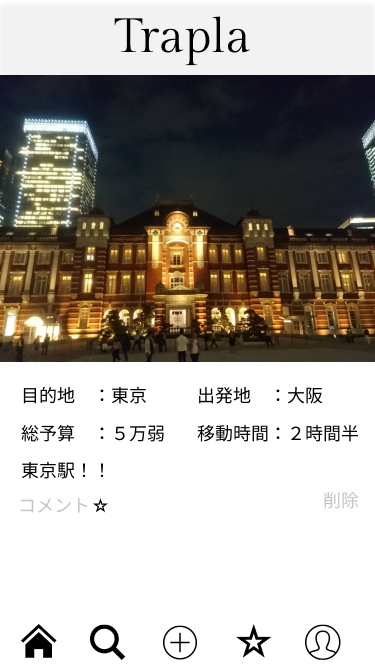 Trapla
目的地　：東京　　出発地　：大阪
総予算　：５万弱　　移動時間：２時間半
東京駅！！
コメント☆　　削除